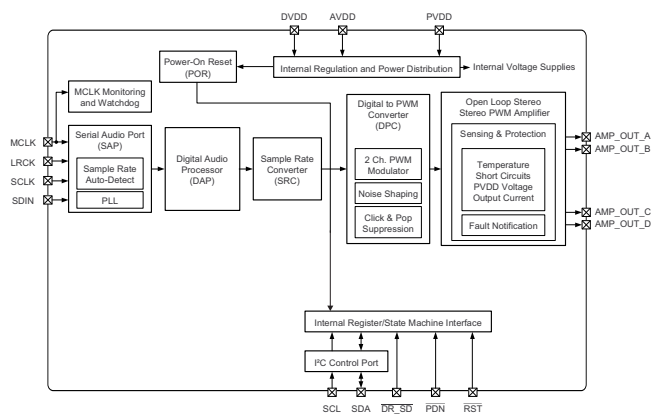 DVDD AVDD PVDD
Power-On Reset
(POR)
Internal Regulation and Power Distribution
Internal Voltage Supplies
MCLK Monitoring
and Watchdog
MCLK
LRCK
SCLK
SDIN
Serial Audio Port
(SAP)
Sample Rate
Auto-Detect
PLL
Digital Audio
Processor
(DAP)
Sample Rate
Converter
(SRC)
Digital to PWM
Converter
(DPC)
2 Ch. PWM
Modulator
Noise Shaping
Click & Pop
Suppression
Open Loop Stereo
Stereo PWM Amplifier
Sensing & Protection
Temperature
Short Circuits
PVDD Voltage
Output Current
Fault Notification
AMP_OUT_A
AMP_OUT_B
AMP_OUT_C
AMP_OUT_D
Internal Register/State Machine Interface
I²C Control Port
SCL SDA DR_SD PDN RST